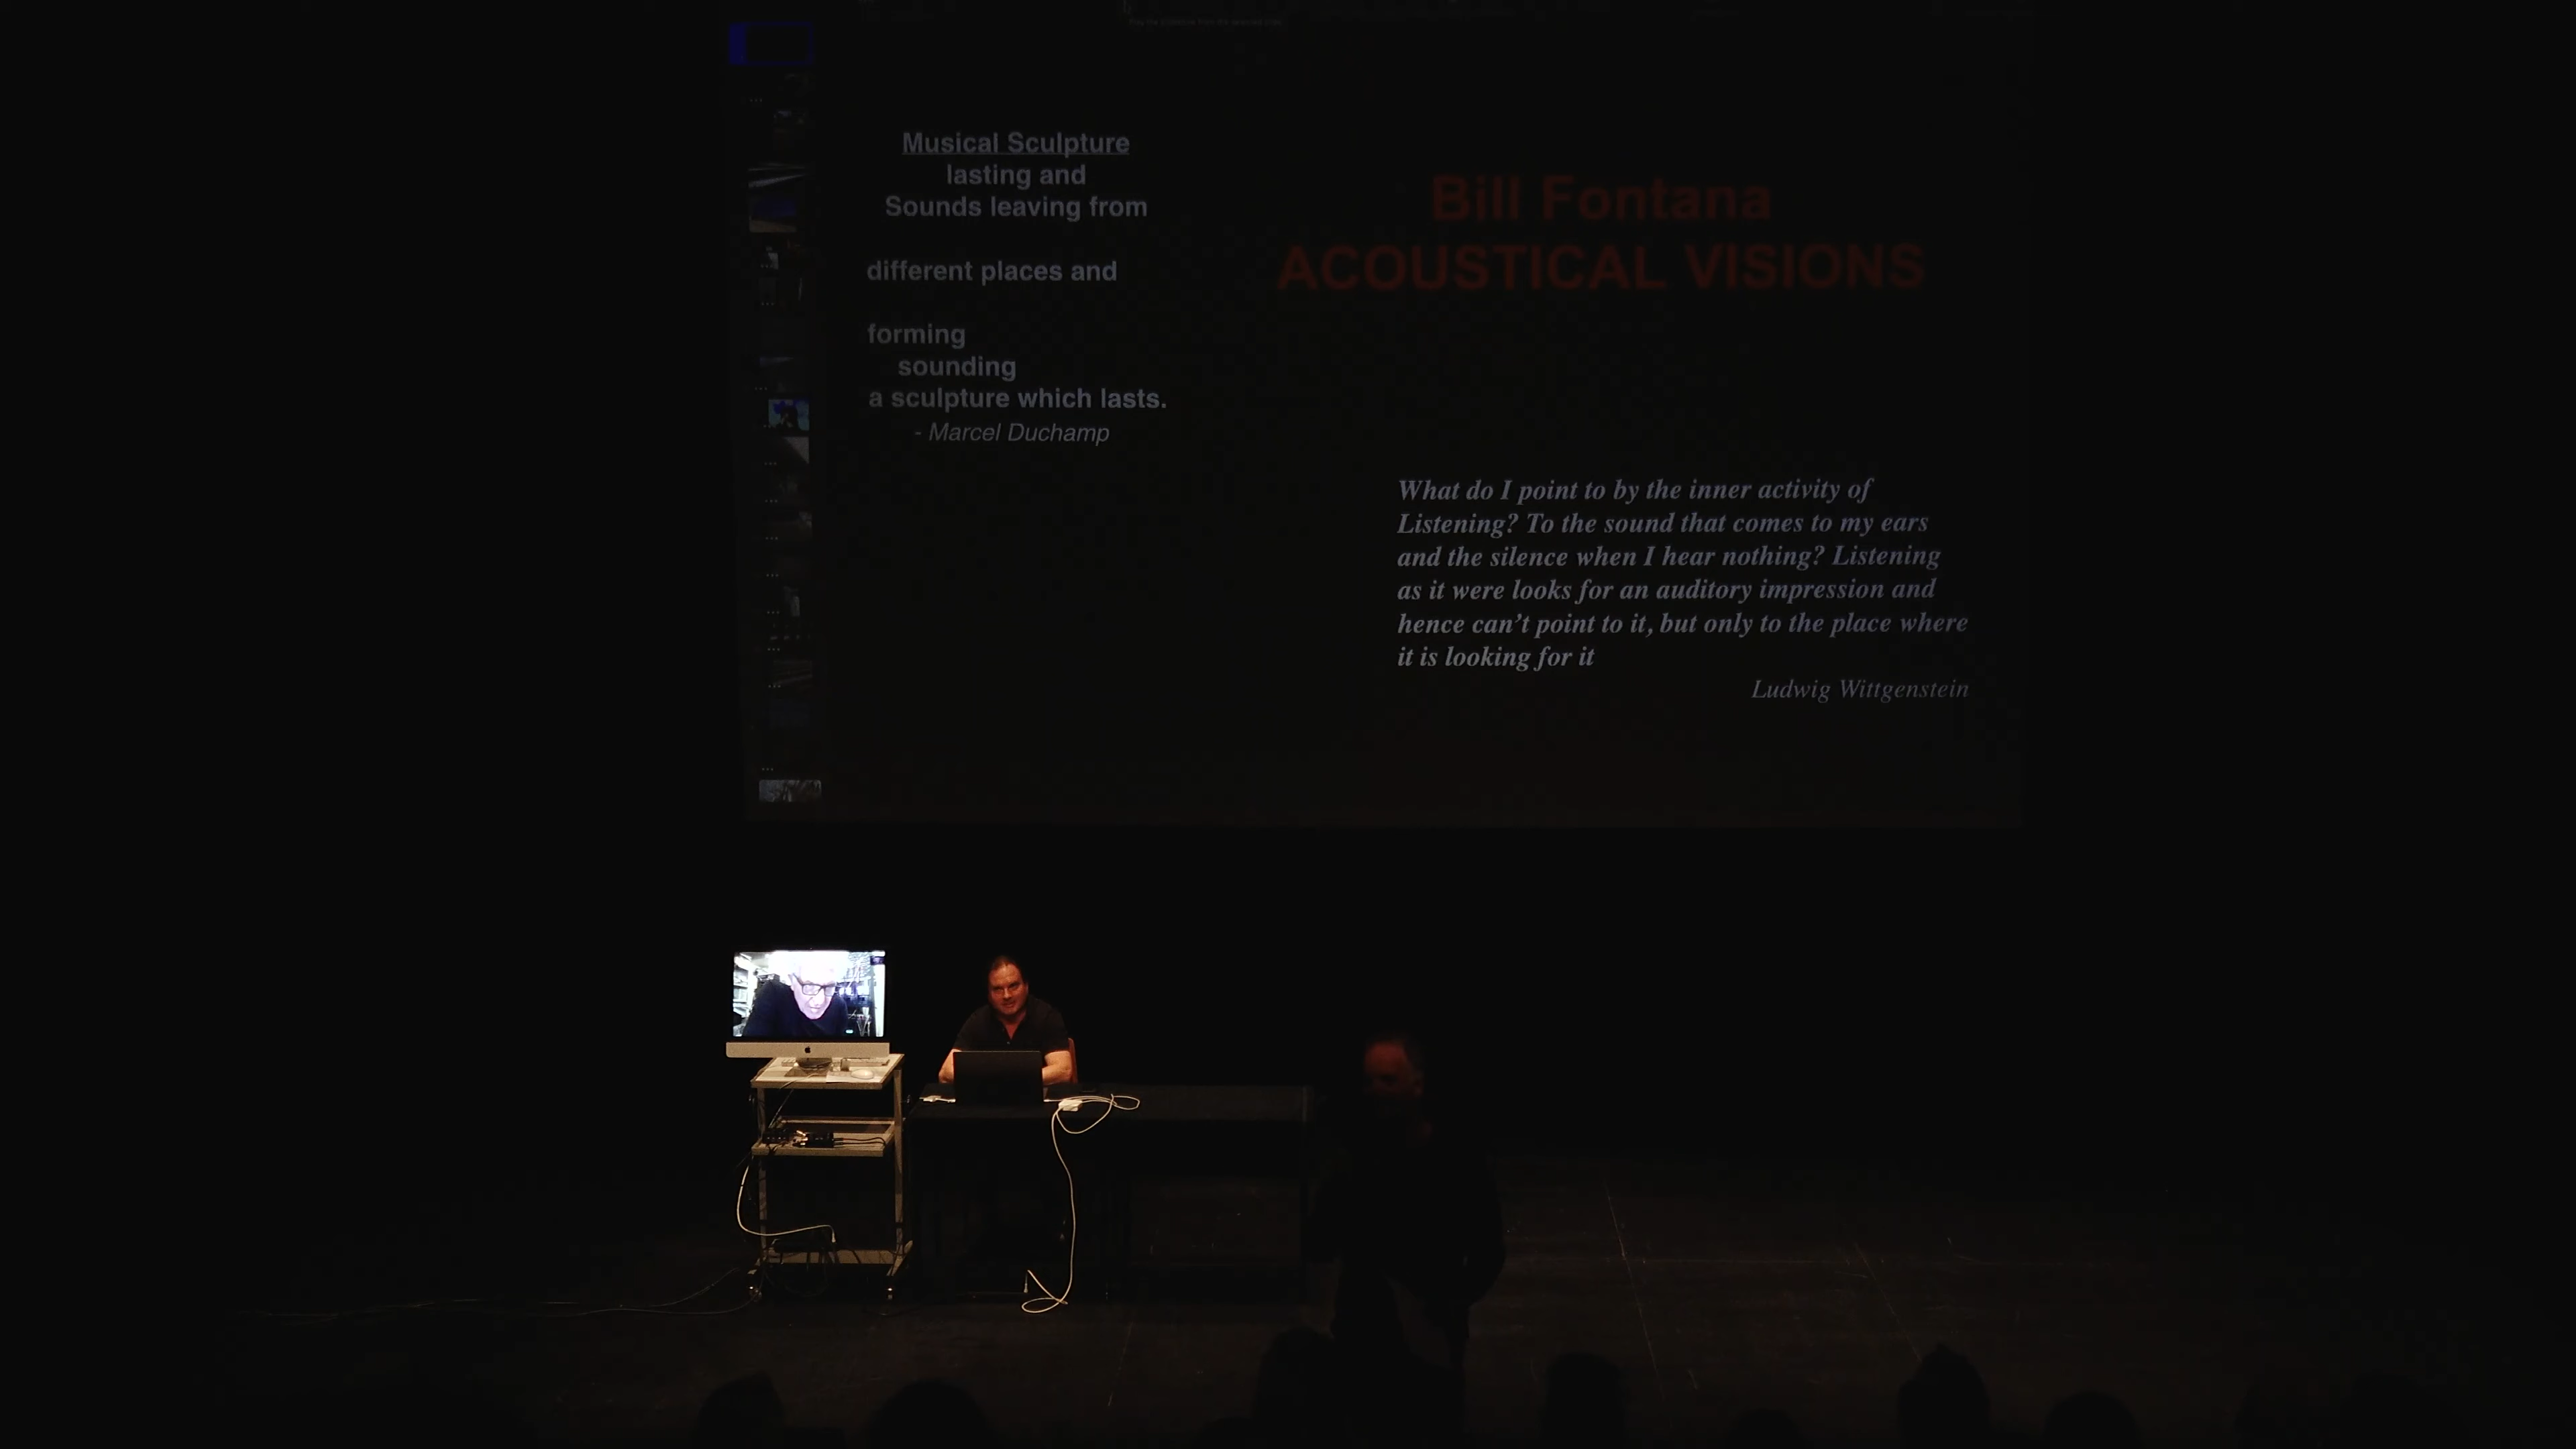 Musical Sculpture
lasting and
Sounds leaving from
different places and
forming
sounding
a sculpture which lasts.
- Marcel Duchamp
Bill Fontana
ACOUSTICAL VISIONS
What do I point to by the inner activity of
Listening? To the sound that comes to my ears
and the silence when I hear nothing? Listening
as it were looks for an auditory impression and
hence can't point to it, but only to the place where
it is looking for it
Ludwig Wittgenstein